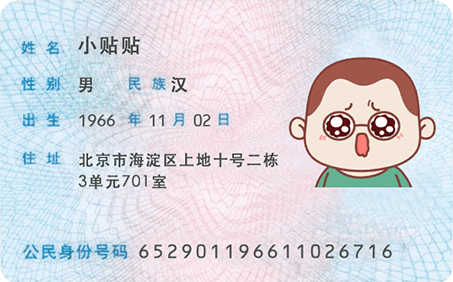 姓名 小贴贴
性别 男 民族 汉
出生 1966 年 11 月 02 日
住址 北京市海淀区上地十号二栋
3单元701室
公民身份号码 652901196611026716